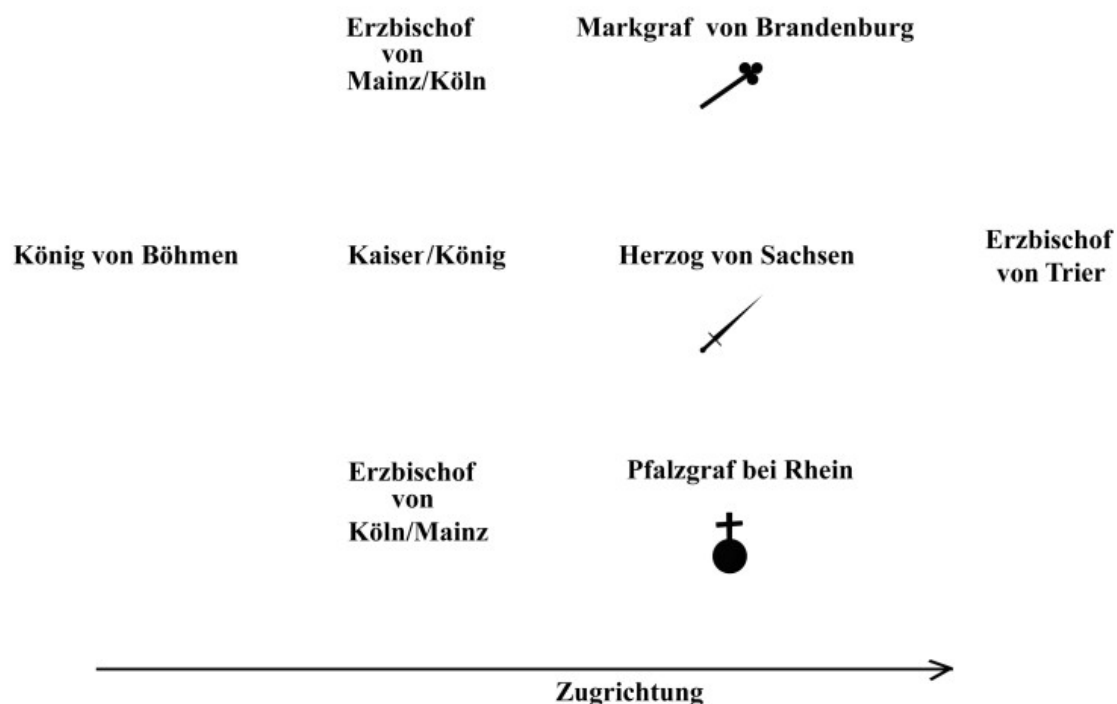 Erzbischof
von
Mainz/Köln
Markgraf von Brandenburg
König von Böhmen
Kaiser/König
Herzog von Sachsen
Erzbischof
von Trier
Erzbischof
von
Köln/Mainz
Pfalzgraf bei Rhein
Zugrichtung